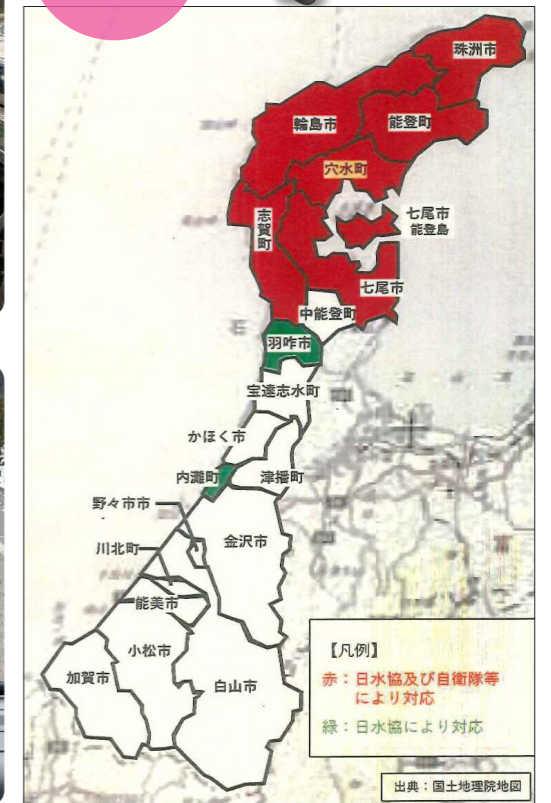 珠洲市
輪島市
能登町
穴水町
七尾市
能登島
志賀町
七尾市
中能登町
羽咋市
宝達志水町
かほく市
内灘町
津播町
野々市市
金沢市
川北町
能美市
小松市
加賀市
白山市
【凡例】
赤：日水協及び自衛隊等
により対応
緑：日水協により対応
出典：国土地理院地図